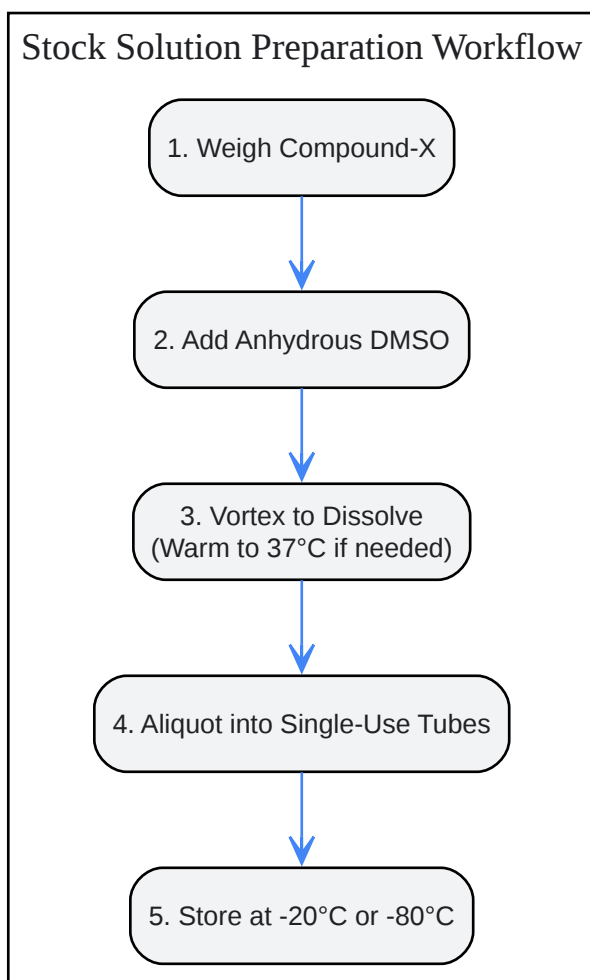 Stock Solution Preparation Workflow
1. Weigh Compound-X
2. Add Anhydrous DMSO
3. Vortex to Dissolve
(Warm to 37°C if needed)
4. Aliquot into Single-Use Tubes
5. Store at -20°C or -80°C